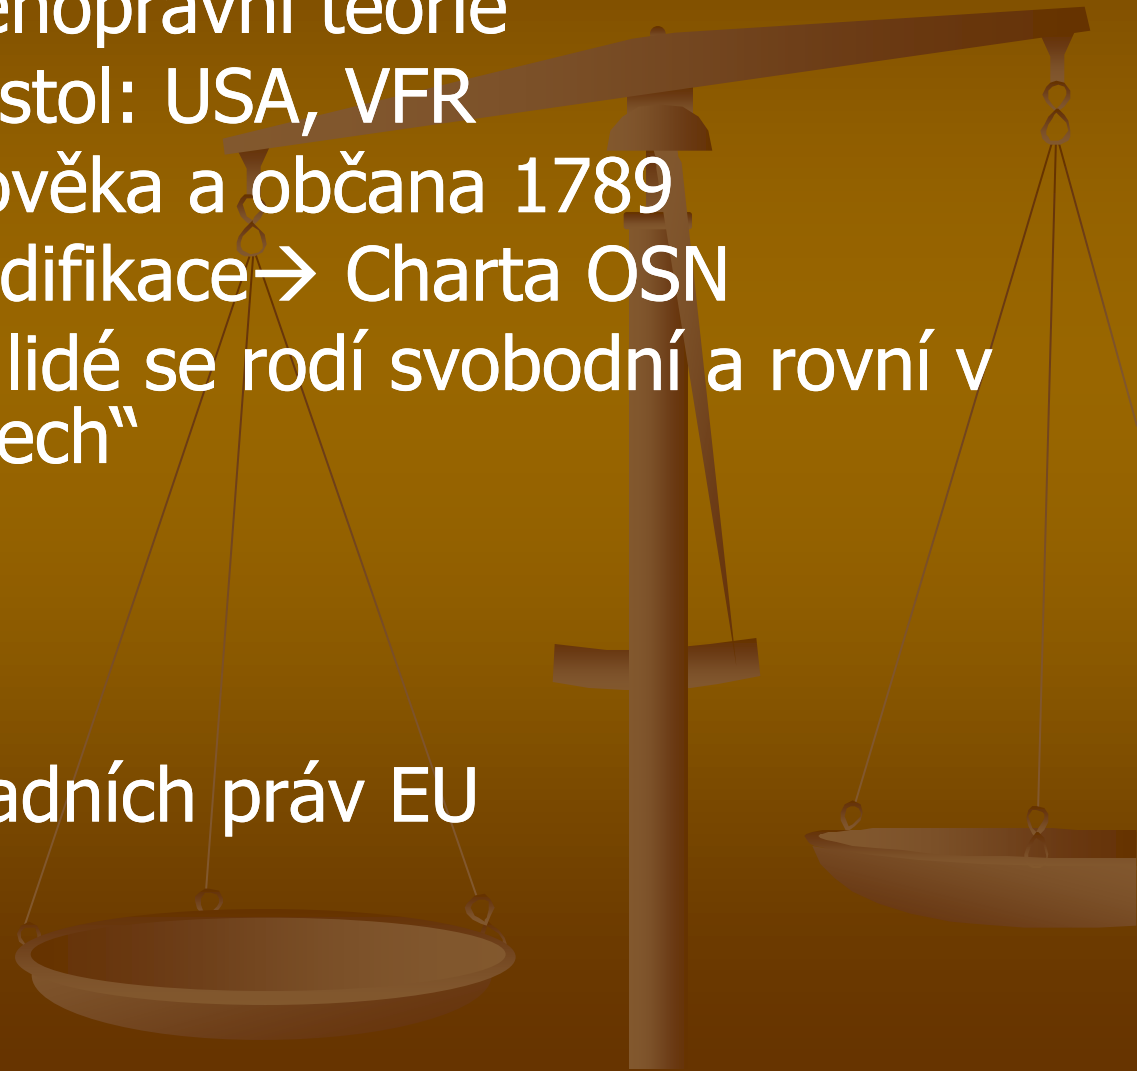 enoprávní teorie
stol: USA, VFR
ověka a občana 1789
difikace→ Charta OSN
lidé se rodí svobodní a rovní v
ech“
adních práv EU